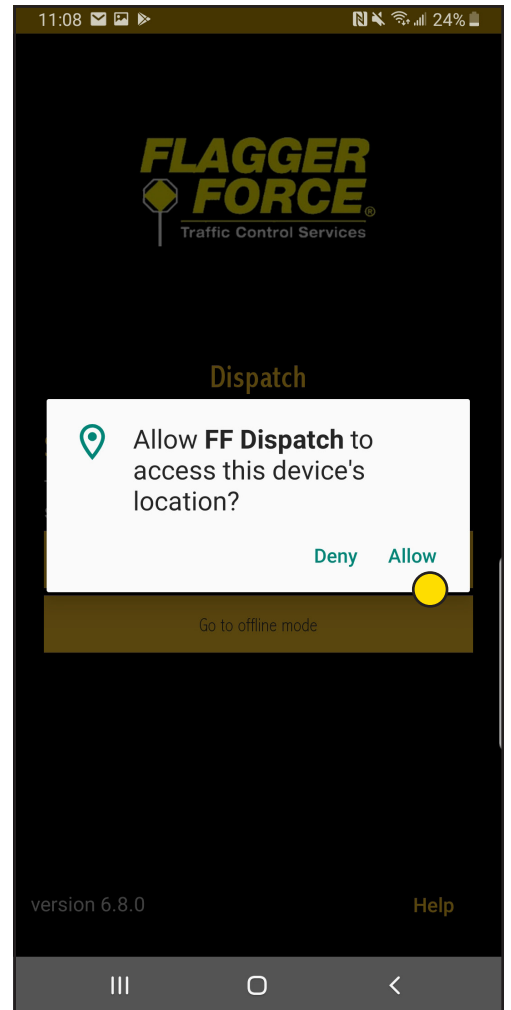 11:08
24%
FLAGGER
FORCE®
Traffic Control Services
Dispatch
Allow FF Dispatch to
access this device's
location?
Deny Allow
Go to offline mode
version 6.8.0
Help